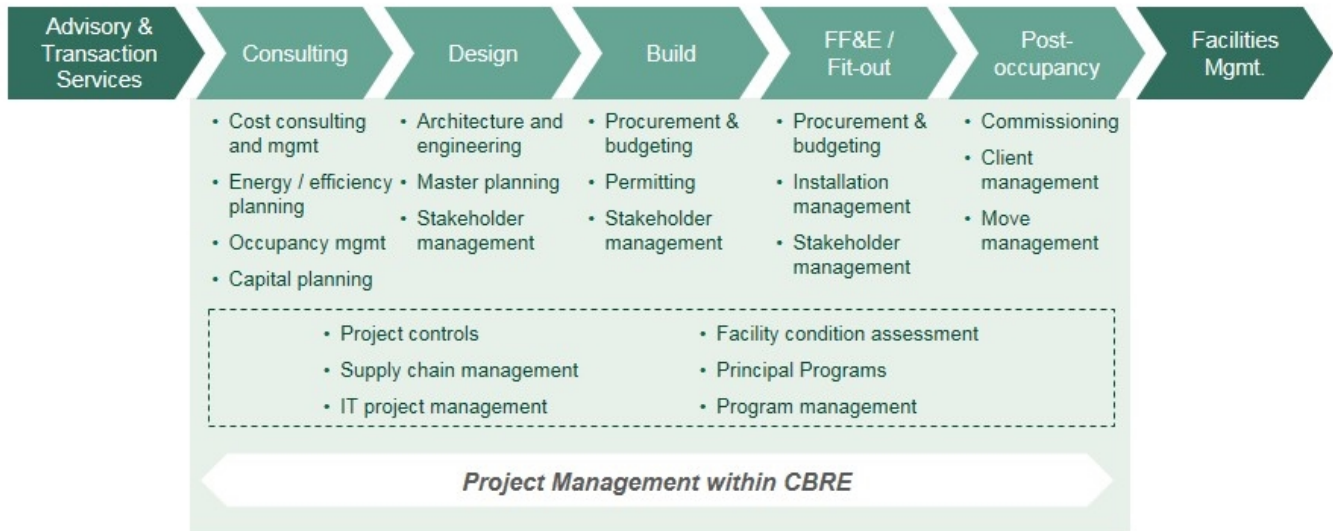 Advisory &
Transaction
Services
Consulting
Design
Build
FF&E /
Fit-out
Post-
occupancy
Facilities
Mgmt.
• Cost consulting
and mgmt
• Energy / efficiency
planning
• Occupancy mgmt
• Capital planning
• Architecture and
engineering
• Master planning
• Stakeholder
management
• Procurement &
budgeting
• Permitting
• Stakeholder
management
• Procurement &
budgeting
• Installation
management
• Stakeholder
management
• Commissioning
• Client
management
• Move
management
• Project controls
• Supply chain management
• IT project management
• Facility condition assessment
• Principal Programs
• Program management
Project Management within CBRE